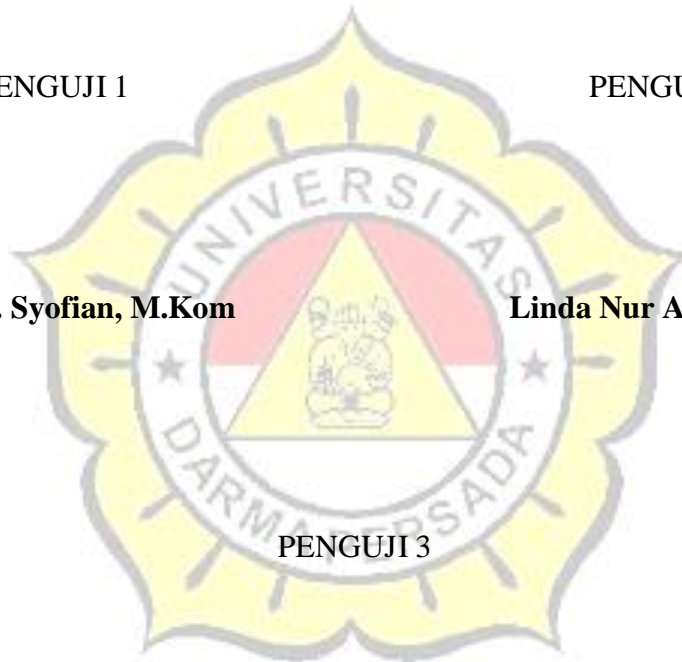 ENGUJI 1 PENGU
UNIVERSITAS
. Syofian, M.Kom Linda Nur A
DARMA PERSADA
PENGUJI 3